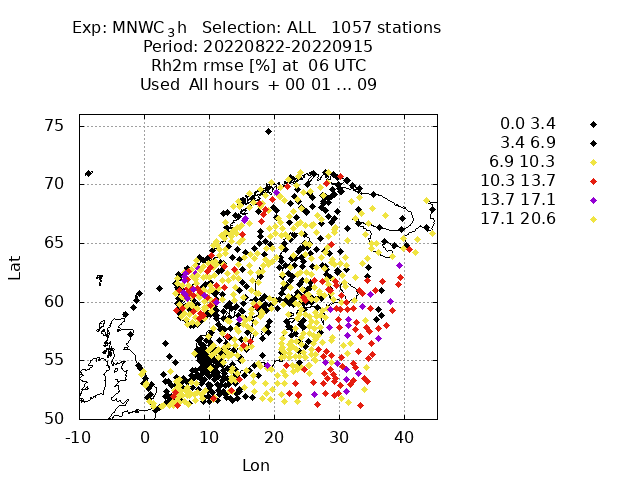 Exp: MNWC_3h   Selection: ALL   1057 stations
Period: 20220822-20220915
Rh2m rmse [%] at  06 UTC
Used  All hours  + 00 01 ... 09
0.0 3.4
3.4 6.9
6.9 10.3
10.3 13.7
13.7 17.1
17.1 20.6
75
70
65
60
55
50
Lat
-10 0 10 20 30 40
Lon